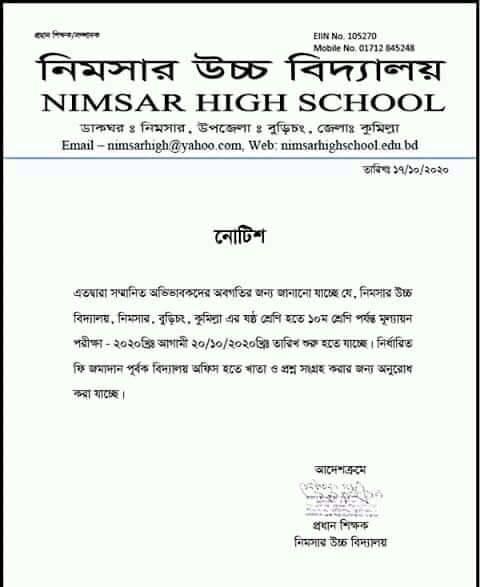 প্রধান শিক্ষক/সম্পাদক
EIIN No. 105270
Mobile No. 01712 845248
নিমসার উচ্চ বিদ্যালয়
NIMSAR HIGH SCHOOL
ডাকঘর ঃ নিমসার, উপজেলা ঃ বুড়িচং, জেলাঃ কুমিল্লা
Email – nimsarhigh@yahoo.com, Web: nimsarhighschool.edu.bd
তারিখঃ ১৭/১০/২০২০
নোটিশ
এতদ্বারা সম্মানিত অভিভাবকদের অবগতির জন্য জানানো যাচ্ছে যে, নিমসার উচ্চ
বিদ্যালয়, নিমসার, বুড়িচং, কুমিল্লা এর ষষ্ঠ শ্রেণি হতে ১০ম শ্রেণি পর্যন্ত মূল্যায়ন
পরীক্ষা - ২০২০খ্রিঃ আগামী ২০/১০/২০২০খ্রিঃ তারিখ শুরু হতে যাচ্ছে। নির্ধারিত
ফি জমাদান পূর্বক বিদ্যালয় অফিস হতে খাতা ও প্রশ্ন সংগ্রহ করার জন্য অনুরোধ
করা যাচ্ছে।
আদেশক্রমে
প্রধান শিক্ষক
নিমসার উচ্চ বিদ্যালয়